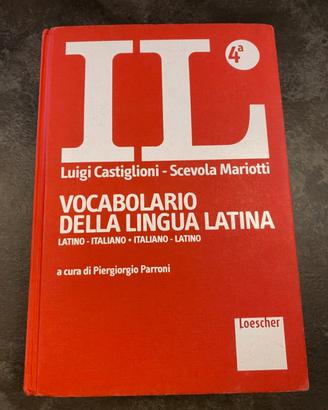 IL
4ª
Luigi Castiglioni - Scevola Mariotti
VOCABOLARIO
DELLA LINGUA LATINA
LATINO - ITALIANO • ITALIANO - LATINO
a cura di Piergiorgio Parroni
Loescher